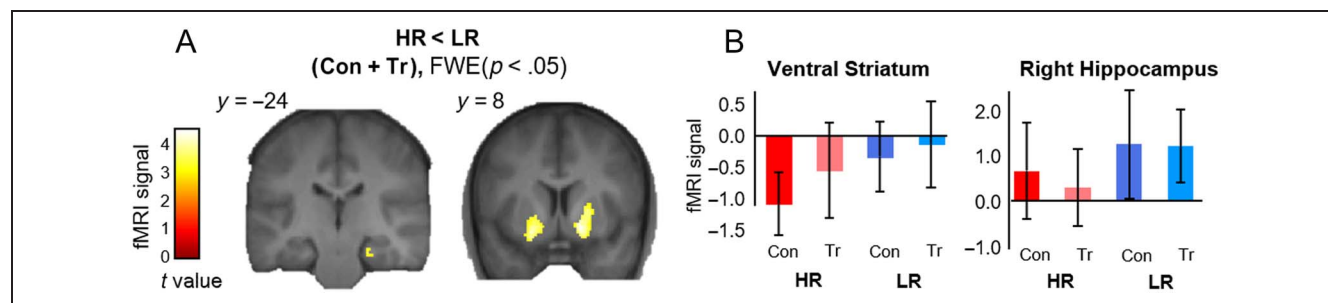 A
HR < LR
(Con + Tr), FWE(p < .05)
y = −24
y = 8
fMRI signal
4
3
2
1
0
t value
B
Ventral Striatum
fMRI signal
0.5
0.0
−0.5
−1.0
−1.5
Con Tr Con Tr
HR LR
Right Hippocampus
2.0
1.0
0.0
−1.0
Con Tr Con Tr
HR LR